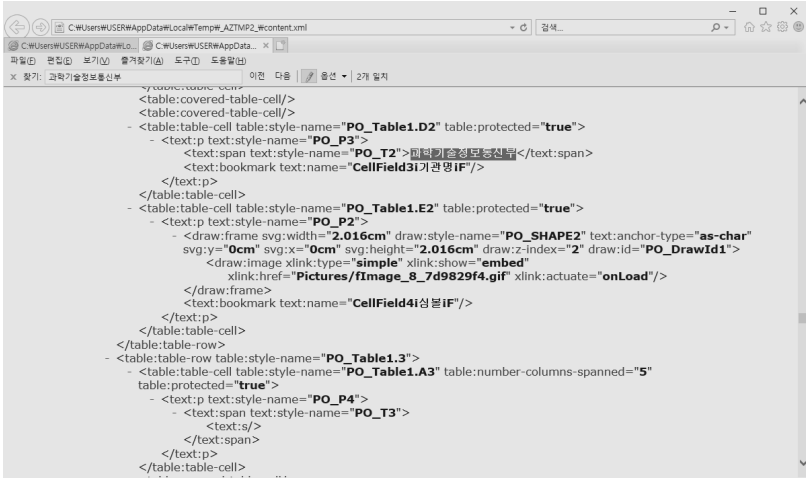 C:₩Users₩USER₩AppData₩Local₩Temp₩_AZTMP2_₩content.xml
검색...
C:₩Users₩USER₩AppData₩Lo...
C:₩Users₩USER₩AppData...
파일(F) 편집(E) 보기(V) 즐겨찾기(A) 도구(T) 도움말(H)
× 찾기: 과학기술정보통신부 이전 다음 옵션 2개 일치
</table:table-cell>
<table:covered-table-cell/>
<table:covered-table-cell/>
- <table:table-cell table:style-name="PO_Table1.D2" table:protected="true">
- <text:p text:style-name="PO_P3">
<text:span text:style-name="PO_T2">과학기술정보통신부</text:span>
<text:bookmark text:name="CellField3i기관명iF"/>
</text:p>
</table:table-cell>
- <table:table-cell table:style-name="PO_Table1.E2" table:protected="true">
- <text:p text:style-name="PO_P2">
- <draw:frame svg:width="2.016cm" draw:style-name="PO_SHAPE2" text:anchor-type="as-char"
svg:y="0cm" svg:x="0cm" svg:height="2.016cm" draw:z-index="2" draw:id="PO_DrawId1">
<draw:image xlink:type="simple" xlink:show="embed"
xlink:href="Pictures/fImage_8_7d9829f4.gif" xlink:actuate="onLoad"/>
</draw:frame>
<text:bookmark text:name="CellField4i심볼iF"/>
</text:p>
</table:table-cell>
</table:table-row>
- <table:table-row table:style-name="PO_Table1.3">
- <table:table-cell table:style-name="PO_Table1.A3" table:number-columns-spanned="5"
table:protected="true">
- <text:p text:style-name="PO_P4">
- <text:span text:style-name="PO_T3">
<text:s/>
</text:span>
</text:p>
</table:table-cell>